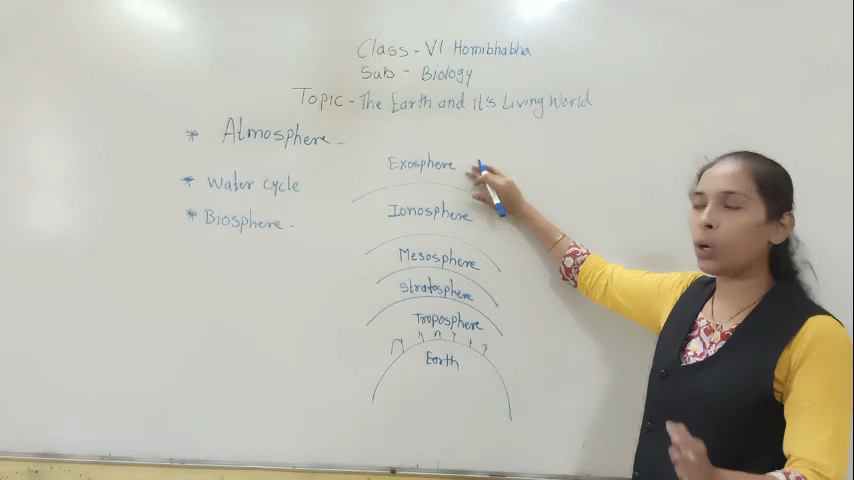 Class - VI Homibhabha
Sub - Biology
Topic - The Earth and it's Living World
* Atmosphere -
* Water cycle
* Biosphere -
Exosphere
Ionosphere
Mesosphere
Stratosphere
Troposphere
Earth